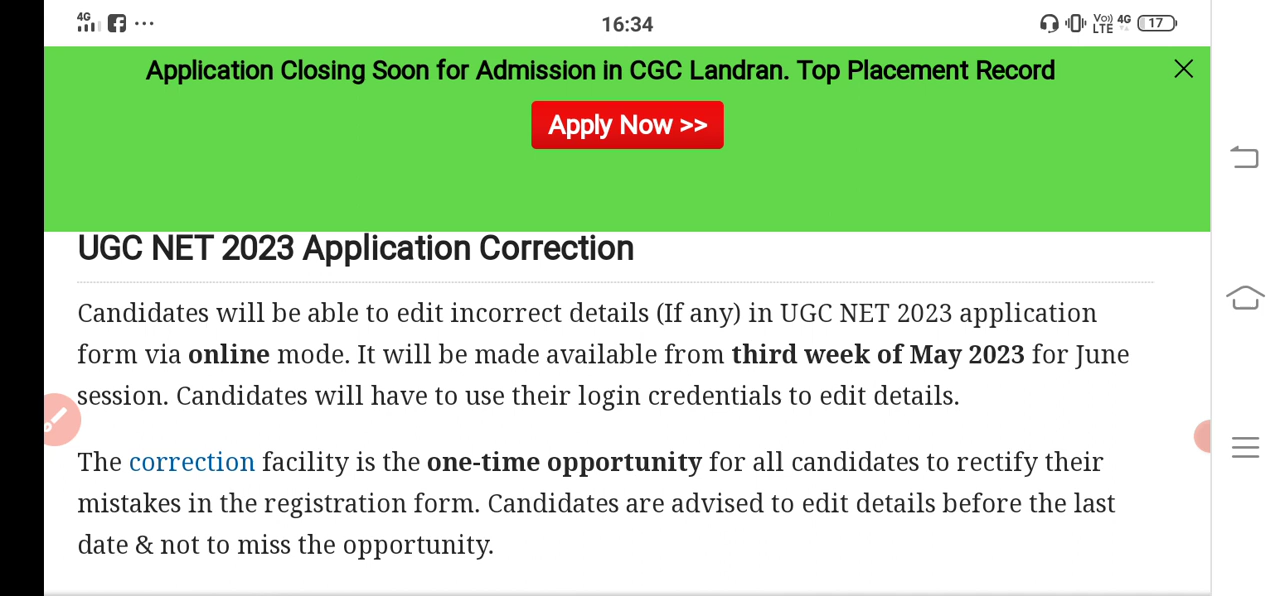 4G
16:34
Vo)) 4G
LTE
17
Application Closing Soon for Admission in CGC Landran. Top Placement Record
Apply Now >>
UGC NET 2023 Application Correction
Candidates will be able to edit incorrect details (If any) in UGC NET 2023 application
form via online mode. It will be made available from third week of May 2023 for June
session. Candidates will have to use their login credentials to edit details.
The correction facility is the one-time opportunity for all candidates to rectify their
mistakes in the registration form. Candidates are advised to edit details before the last
date & not to miss the opportunity.